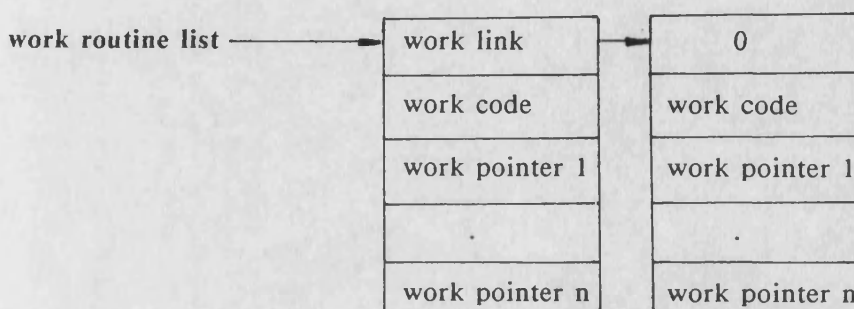 work routine list
work link
0
work code
work code
work pointer 1
work pointer 1
.
.
work pointer n
work pointer n